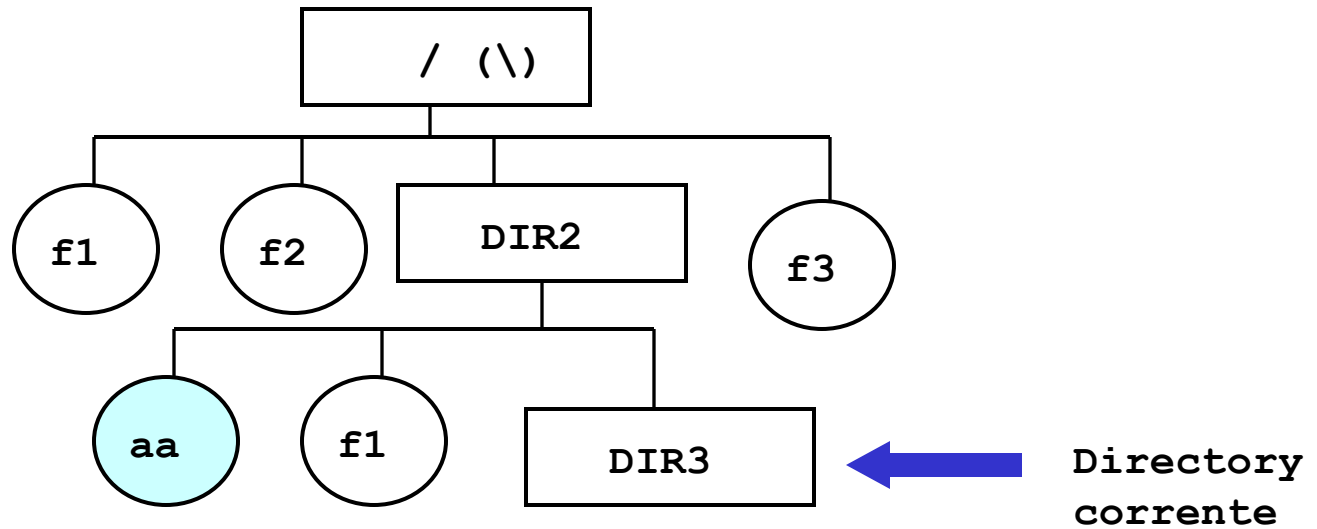 / (\)
f1
f2
DIR2
f3
aa
f1
DIR3
Directory
corrente